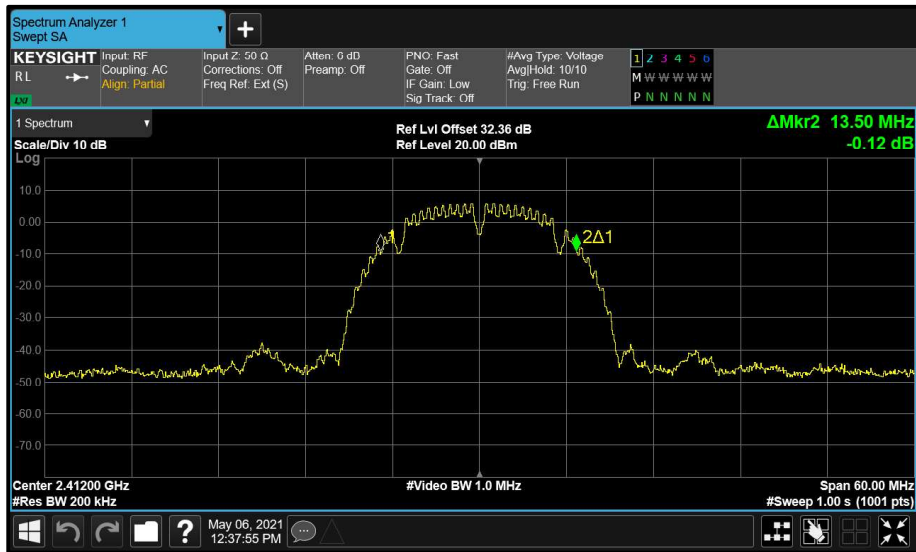 Spectrum Analyzer 1
Swept SA
+
KEYSIGHT
RL
LXI
Input: RF
Coupling: AC
Align: Partial
Input Z: 50 Ω
Corrections: Off
Freq Ref: Ext (S)
Atten: 6 dB
Preamp: Off
PNO: Fast
Gate: Off
IF Gain: Low
Sig Track: Off
#Avg Type: Voltage
Avg|Hold: 10/10
Trig: Free Run
1 2 3 4 5 6
M W W W W W
P N N N N N
1 Spectrum
Scale/Div 10 dB
Ref Lvl Offset 32.36 dB
Ref Level 20.00 dBm
ΔMkr2 13.50 MHz
-0.12 dB
Log
10.0
0.00
-10.0
-20.0
-30.0
-40.0
-50.0
-60.0
-70.0
1
2Δ1
Center 2.41200 GHz
#Res BW 200 kHz
#Video BW 1.0 MHz
Span 60.00 MHz
#Sweep 1.00 s (1001 pts)
?
May 06, 2021
12:37:55 PM